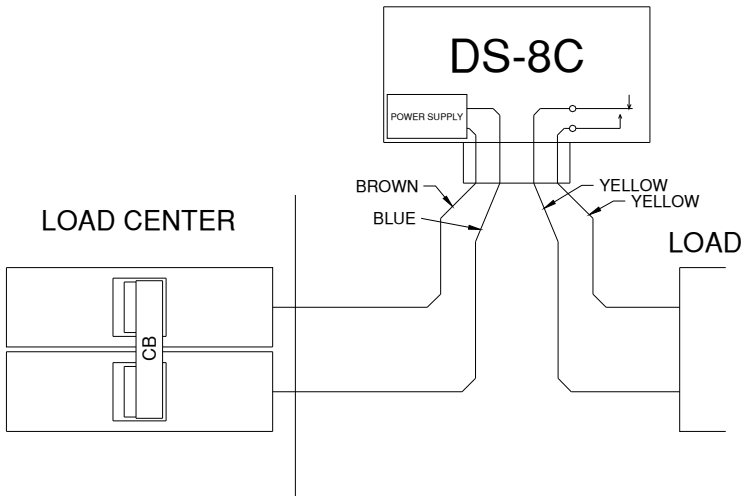 DS-8C
POWER SUPPLY
BROWN
YELLOW
YELLOW
BLUE
LOAD CENTER
LOAD
CB